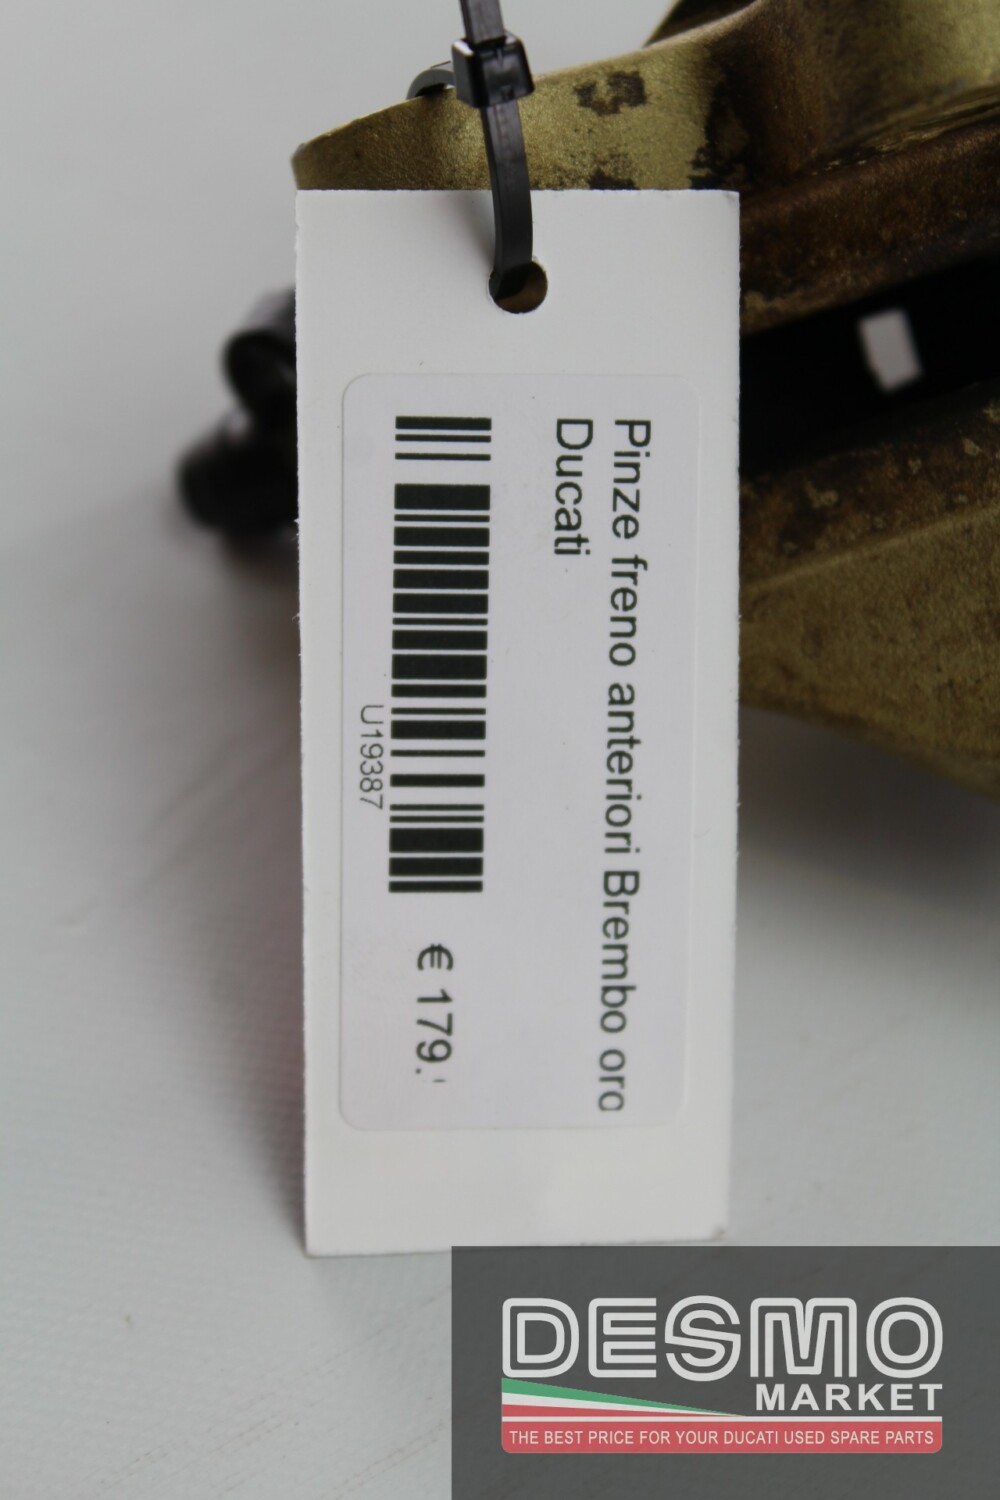 Pinze freno anteriori Brembo oro
Ducati
U19387
€ 179.
DESMO
MARKET
THE BEST PRICE FOR YOUR DUCATI USED SPARE PARTS